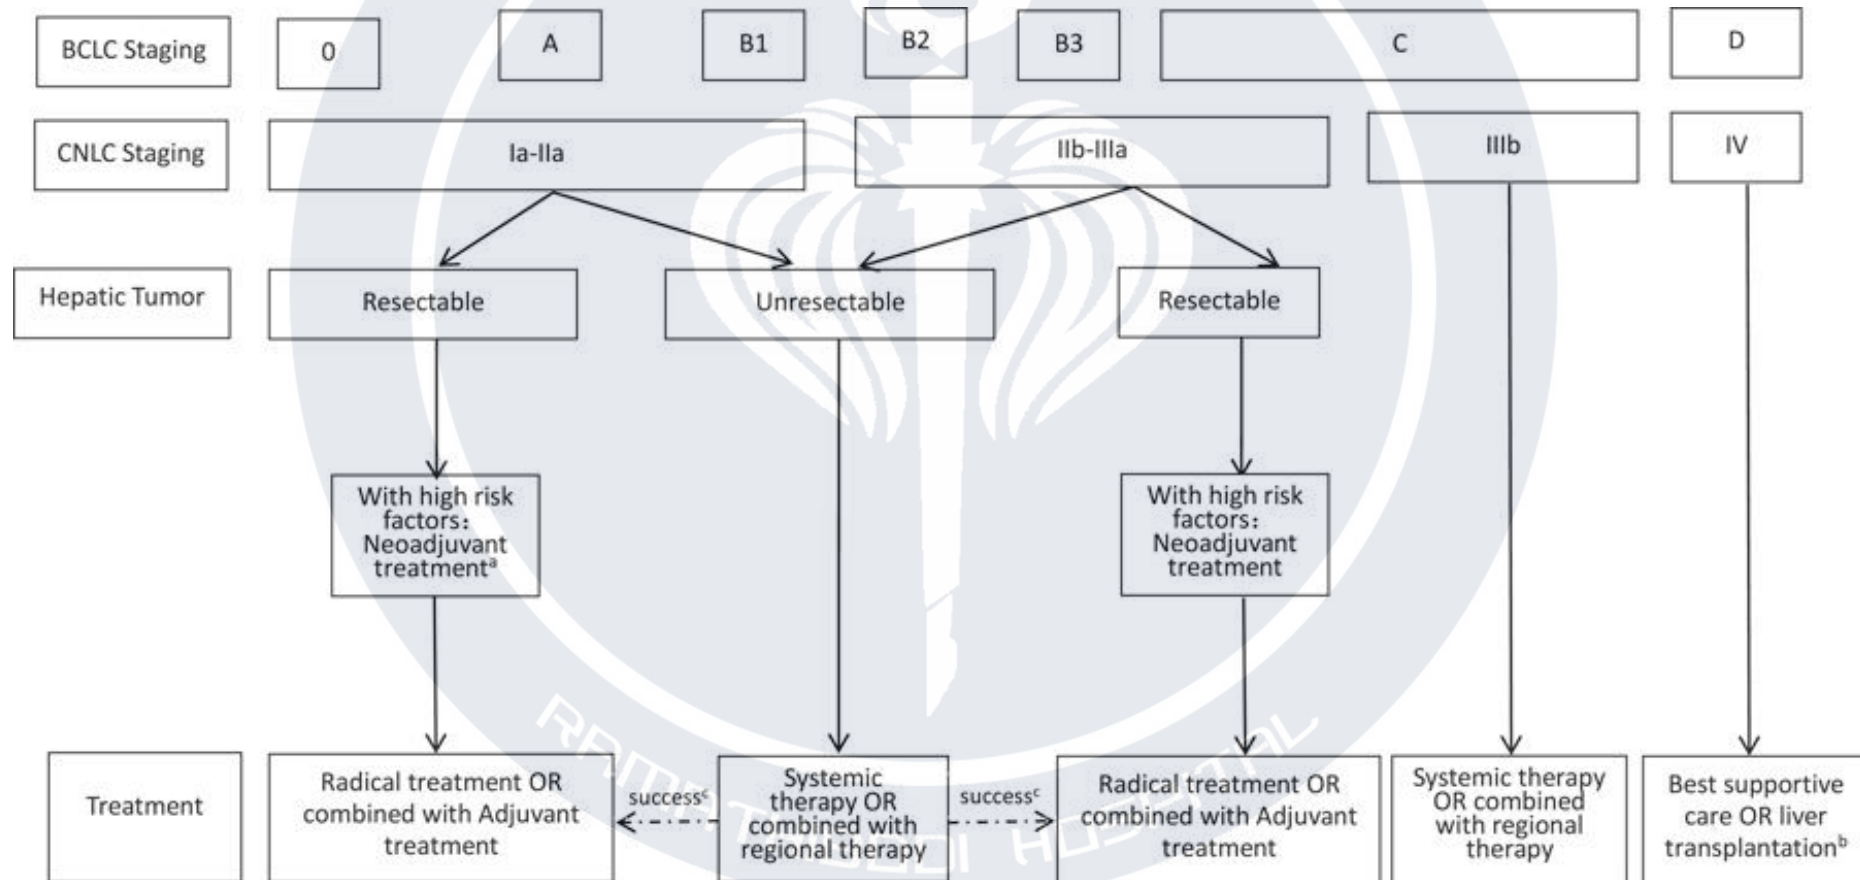 BCLC Staging
0
A
B1
B2
B3
C
D
CNLC Staging
Ia-IIa
IIb-IIIa
IIIb
IV
Hepatic Tumor
Resectable
Unresectable
Resectable
With high risk
factors:
Neoadjuvant
treatmentᵃ
With high risk
factors:
Neoadjuvant
treatment
Treatment
Radical treatment OR
combined with Adjuvant
treatment
successᶜ
Systemic
therapy OR
combined with
regional therapy
successᶜ
Radical treatment OR
combined with Adjuvant
treatment
Systemic therapy
OR combined
with regional
therapy
Best supportive
care OR liver
transplantationᵇ
RAMATHIBODI HOSPITAL